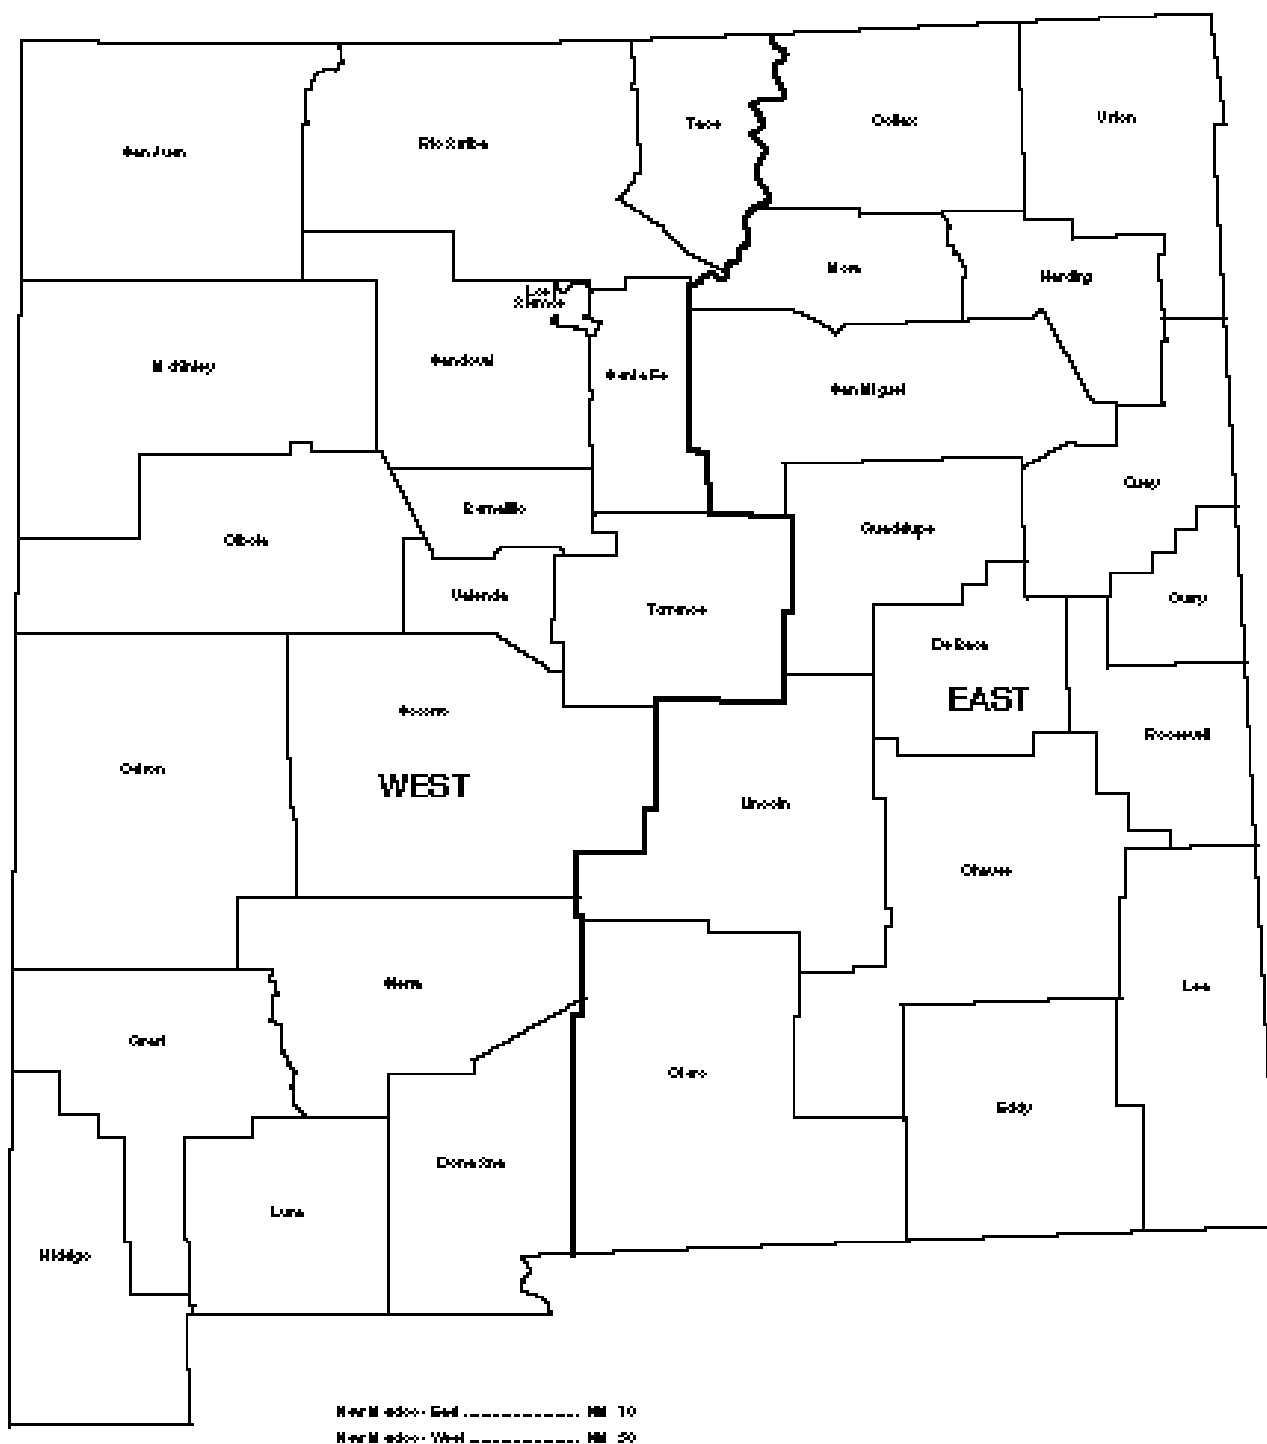 Taos
Colfax
Union
San Juan
Rio Arriba
Mora
Harding
Los
Alamos
McKinley
Sandoval
Santa Fe
San Miguel
Quay
Bernalillo
Guadalupe
Cibola
Valencia
Torrance
Curry
De Baca
EAST
Socorro
Roosevelt
Catron
WEST
Lincoln
Chaves
Sierra
Lea
Grant
Otero
Eddy
Dona Ana
Luna
Hidalgo
New Mexico - East .................... NM 10
New Mexico - West .................... NM 20